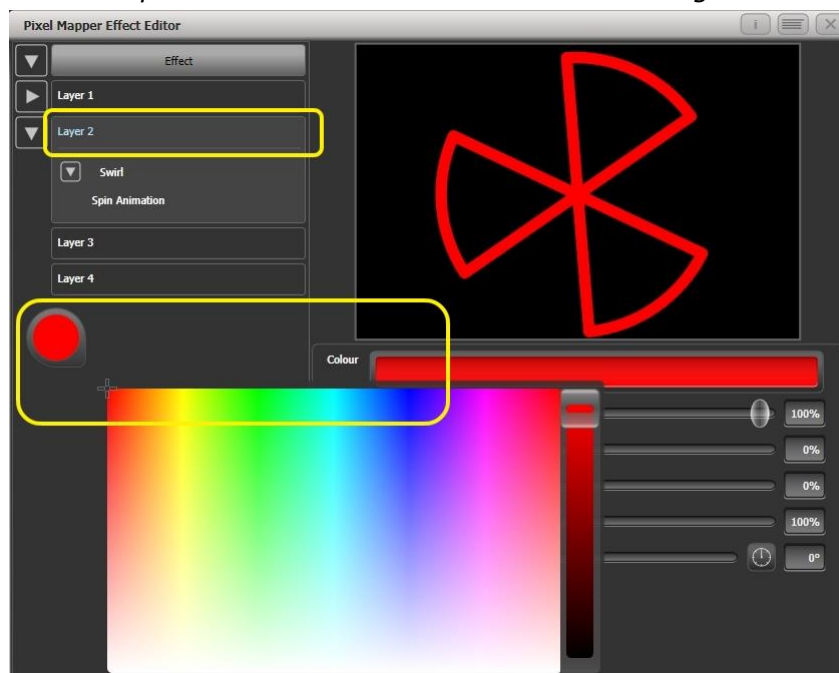 Pixel Mapper Effect Editor
Effect
Layer 1
Layer 2
Swirl
Spin Animation
Layer 3
Layer 4
Colour
100%
0%
0%
100%
0°